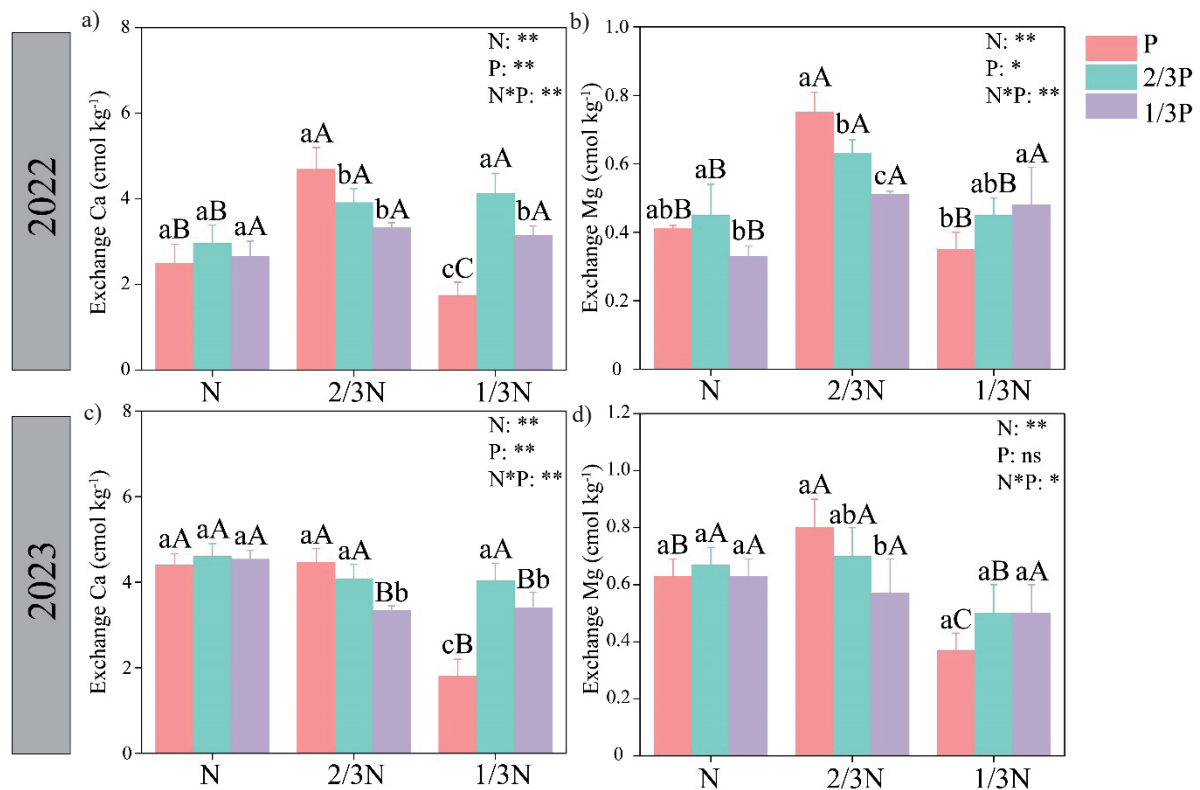 2022
a)
Exchange Ca (cmol kg⁻¹)
8
6
4
2
0
N: **
P: **
N*P: **
aB aB aA
aA bA bA
cC aA bA
N 2/3N 1/3N
b)
Exchange Mg (cmol kg⁻¹)
1.0
0.8
0.6
0.4
0.2
0.0
N: **
P: *
N*P: **
abB aB bB
aA bA cA
bB abB aA
N 2/3N 1/3N
P
2/3P
1/3P
2023
c)
Exchange Ca (cmol kg⁻¹)
8
6
4
2
0
N: **
P: **
N*P: **
aA aA aA
aA aA Bb
cB aA Bb
N 2/3N 1/3N
d)
Exchange Mg (cmol kg⁻¹)
1.2
1.0
0.8
0.6
0.4
0.2
0
N: **
P: ns
N*P: *
aB aA aA
aA abA bA
aC aB aA
N 2/3N 1/3N